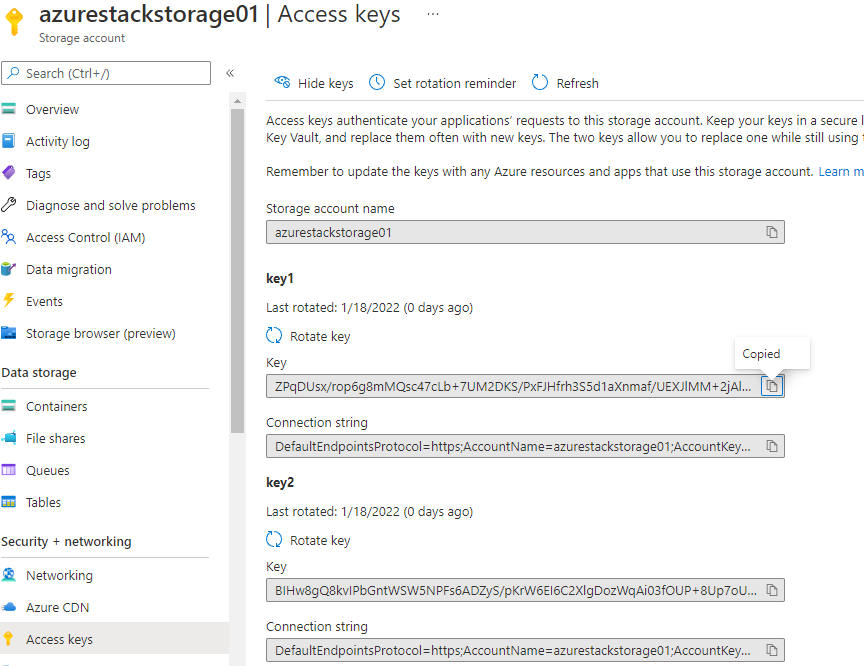 azurestackstorage01 | Access keys ...
Storage account
Search (Ctrl+/)
«
Overview
Activity log
Tags
Diagnose and solve problems
Access Control (IAM)
Data migration
Events
Storage browser (preview)
Data storage
Containers
File shares
Queues
Tables
Security + networking
Networking
Azure CDN
Access keys
Hide keys
Set rotation reminder
Refresh
Access keys authenticate your applications' requests to this storage account. Keep your keys in a secure l
Key Vault, and replace them often with new keys. The two keys allow you to replace one while still using t
Remember to update the keys with any Azure resources and apps that use this storage account. Learn m
Storage account name
azurestackstorage01
key1
Last rotated: 1/18/2022 (0 days ago)
Rotate key
Copied
Key
ZPqDUsx/rop6g8mMQsc47cLb+7UM2DKS/PxFJHfrh3S5d1aXnmaf/UEXJlMM+2jAl...
Connection string
DefaultEndpointsProtocol=https;AccountName=azurestackstorage01;AccountKey...
key2
Last rotated: 1/18/2022 (0 days ago)
Rotate key
Key
BIHw8gQ8kvIPbGntWSW5NPFs6ADZyS/pKrW6EI6C2XlgDozWqAi03fOUP+8Up7oU...
Connection string
DefaultEndpointsProtocol=https;AccountName=azurestackstorage01;AccountKey...